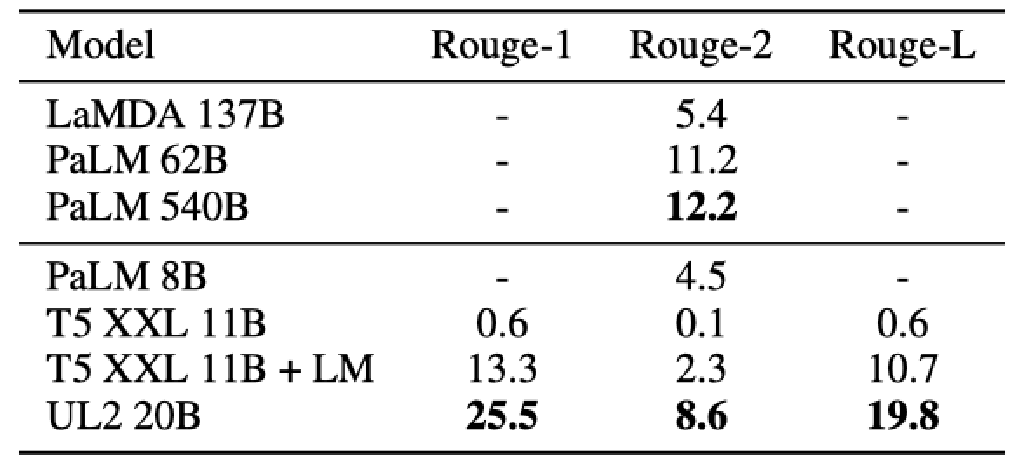 Model Rouge-1 Rouge-2 Rouge-L
LaMDA 137B - 5.4 -
PaLM 62B - 11.2 -
PaLM 540B - 12.2 -
PaLM 8B - 4.5 -
T5 XXL 11B 0.6 0.1 0.6
T5 XXL 11B + LM 13.3 2.3 10.7
UL2 20B 25.5 8.6 19.8